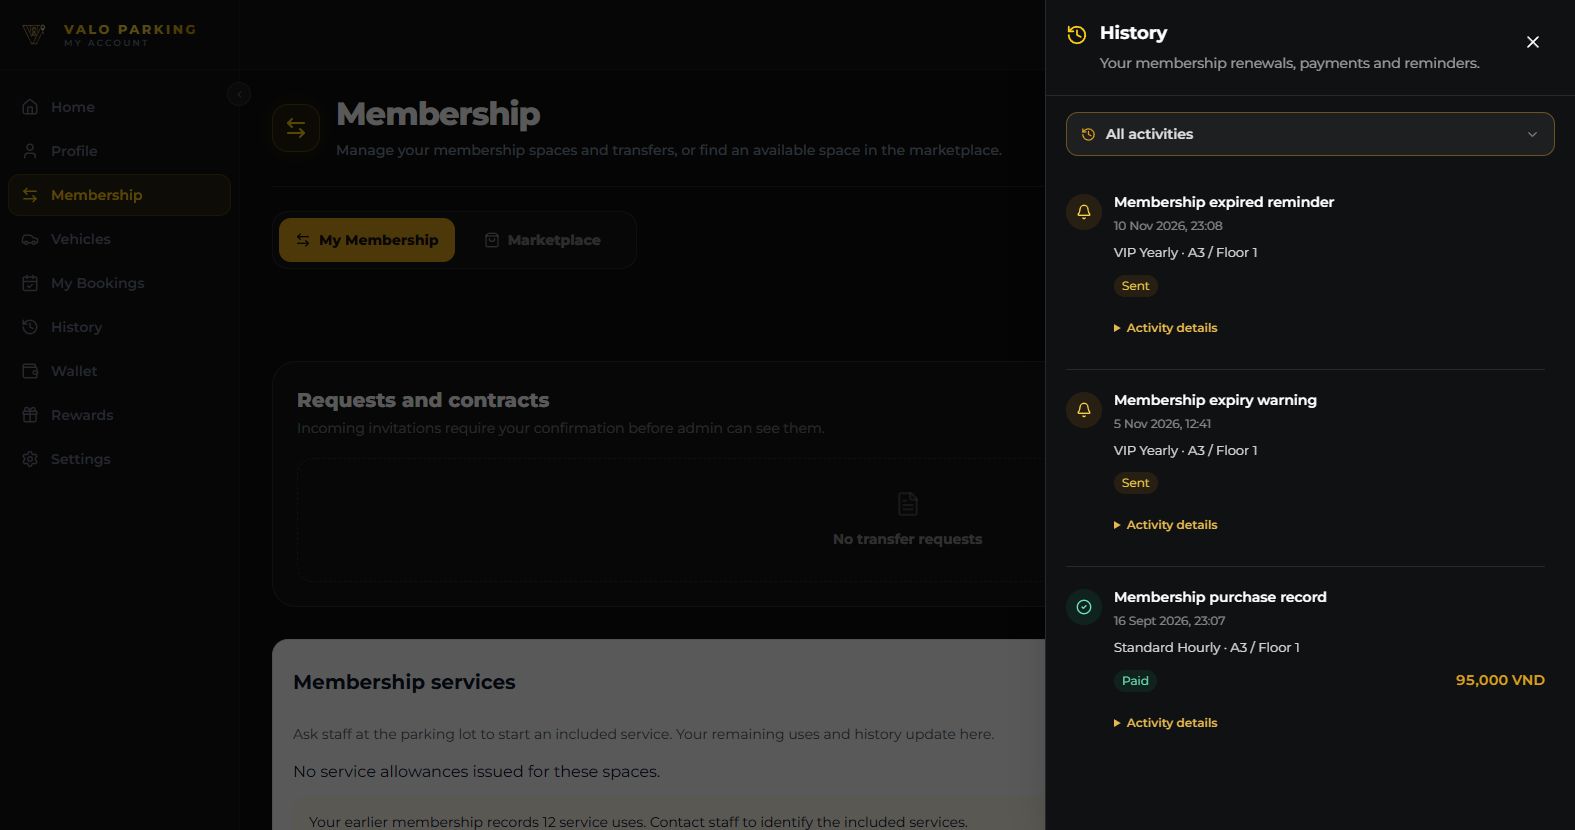 VALO PARKING
MY ACCOUNT
Home
Profile
Membership
Vehicles
My Bookings
History
Wallet
Rewards
Settings
Membership
Manage your membership spaces and transfers, or find an available space in the marketplace.
My Membership
Marketplace
Requests and contracts
Incoming invitations require your confirmation before admin can see them.
No transfer requests
Membership services
Ask staff at the parking lot to start an included service. Your remaining uses and history update here.
No service allowances issued for these spaces.
Your earlier membership records 12 service uses. Contact staff to identify the included services.
History
Your membership renewals, payments and reminders.
All activities
Membership expired reminder
10 Nov 2026, 23:08
VIP Yearly · A3 / Floor 1
Sent
Activity details
Membership expiry warning
5 Nov 2026, 12:41
VIP Yearly · A3 / Floor 1
Sent
Activity details
Membership purchase record
16 Sept 2026, 23:07
Standard Hourly · A3 / Floor 1
Paid
95,000 VND
Activity details